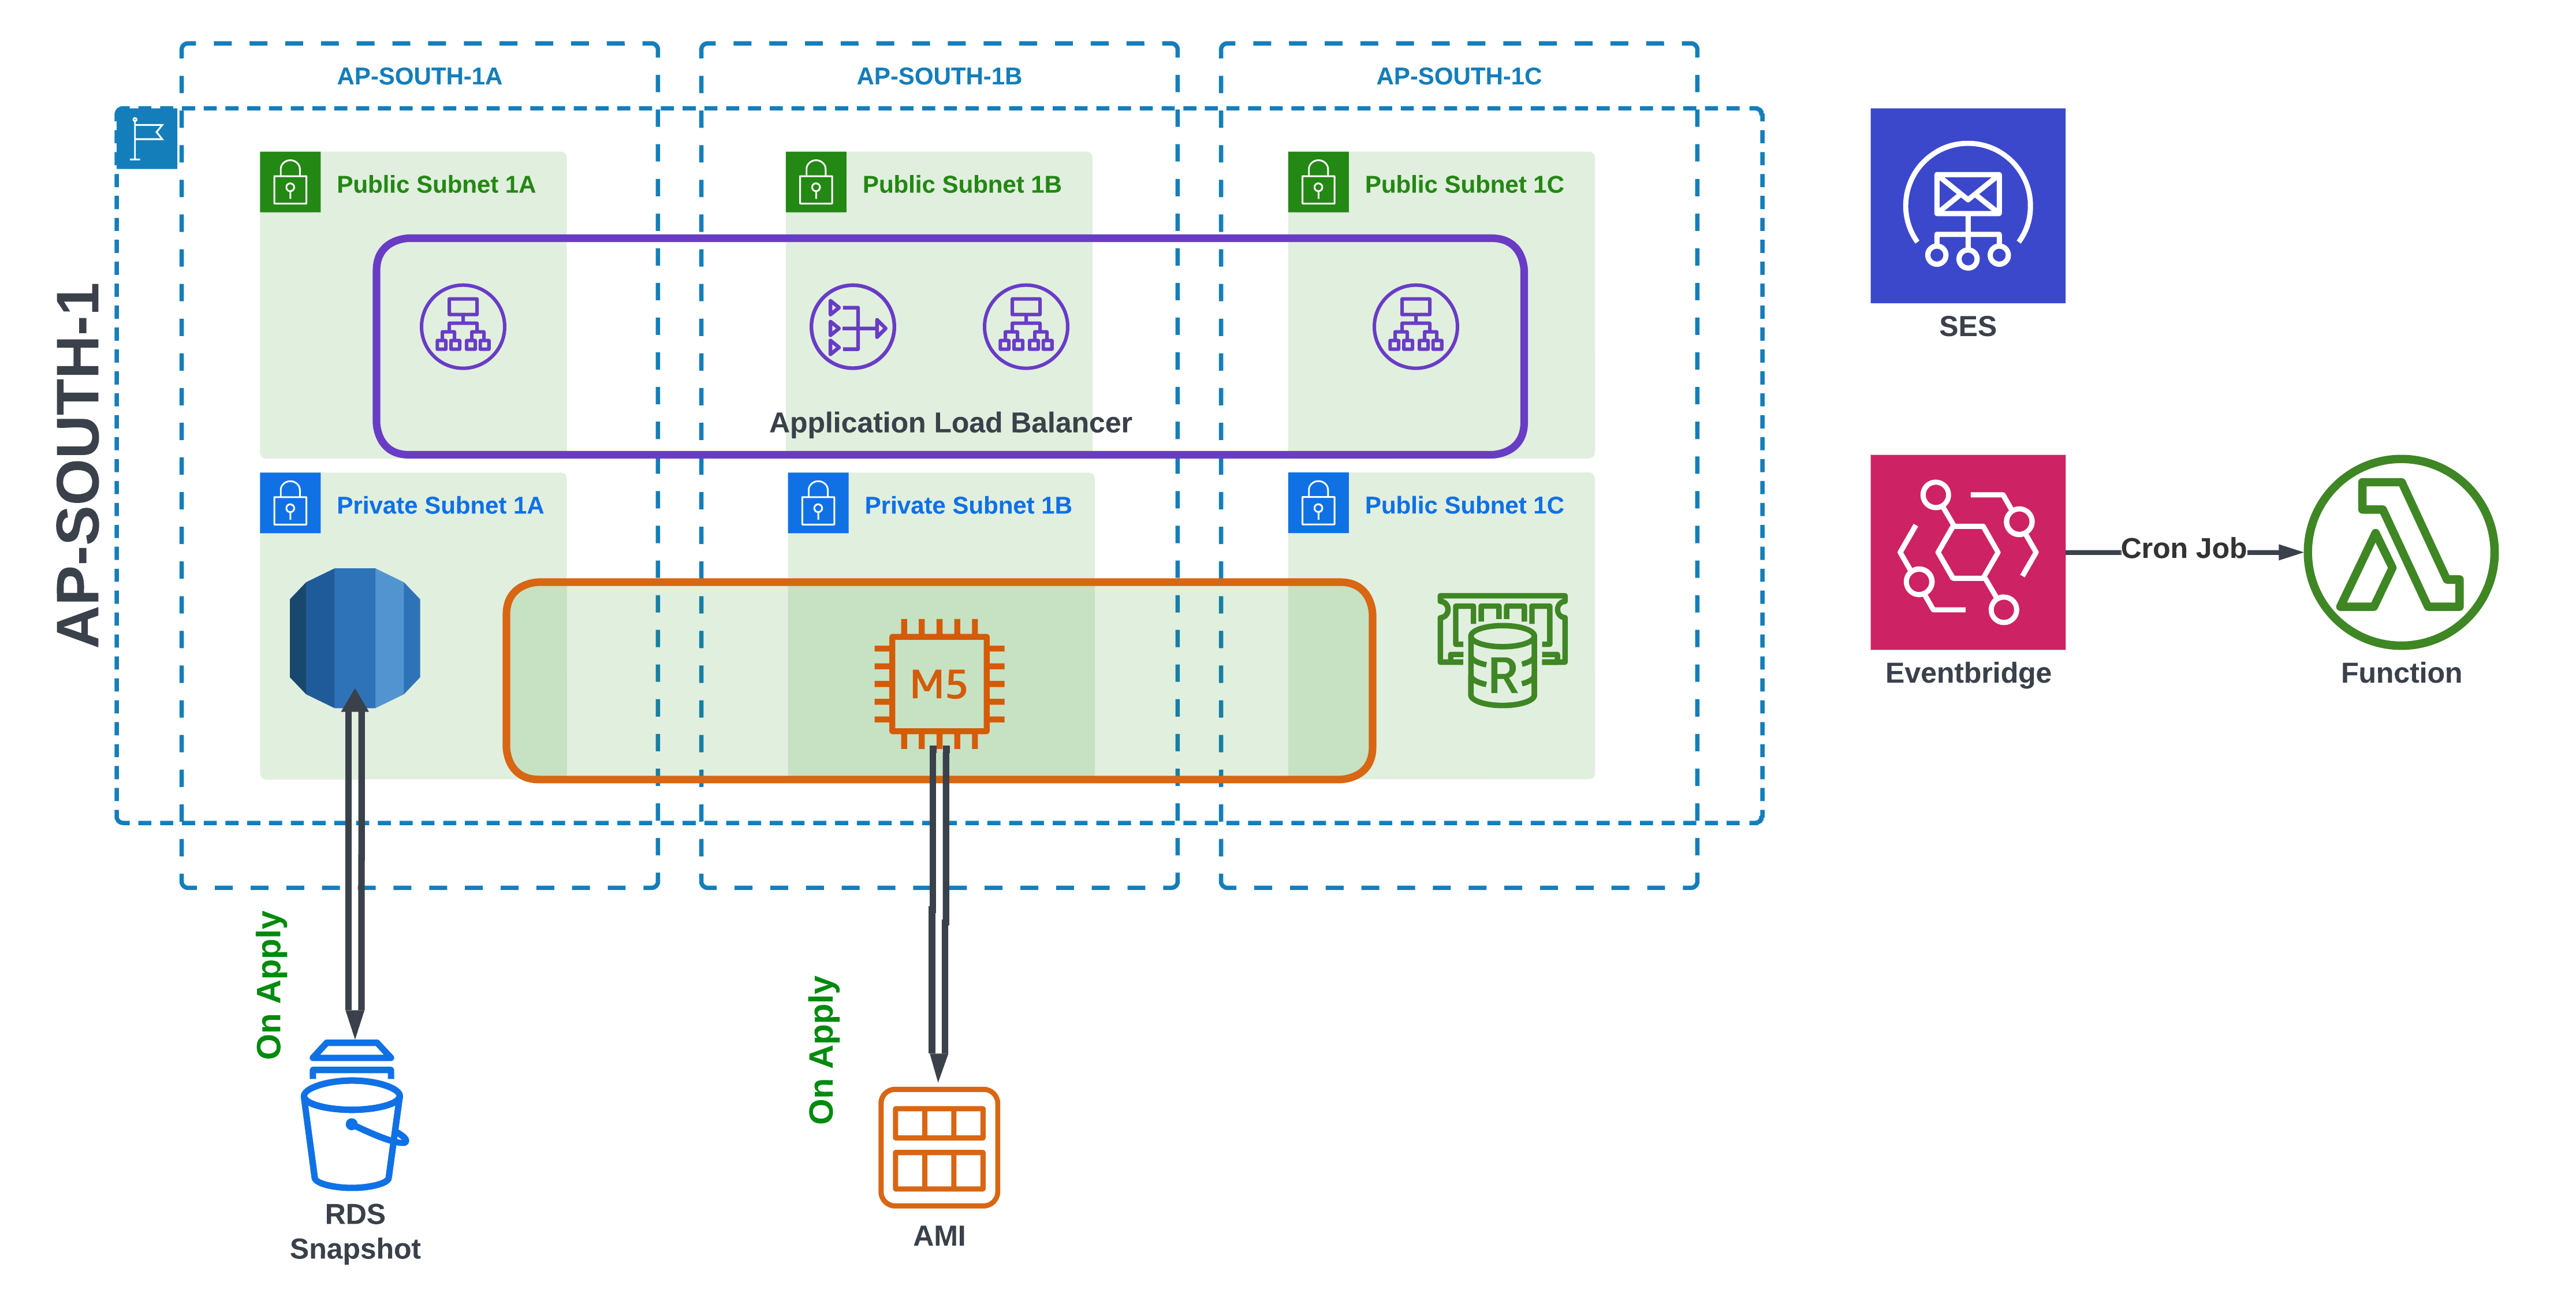 AP-SOUTH-1A
AP-SOUTH-1B
AP-SOUTH-1C
AP-SOUTH-1
Public Subnet 1A
Public Subnet 1B
Public Subnet 1C
SES
Application Load Balancer
Private Subnet 1A
Private Subnet 1B
Public Subnet 1C
M5
R
Cron Job
Eventbridge
Function
On Apply
On Apply
RDS
Snapshot
AMI